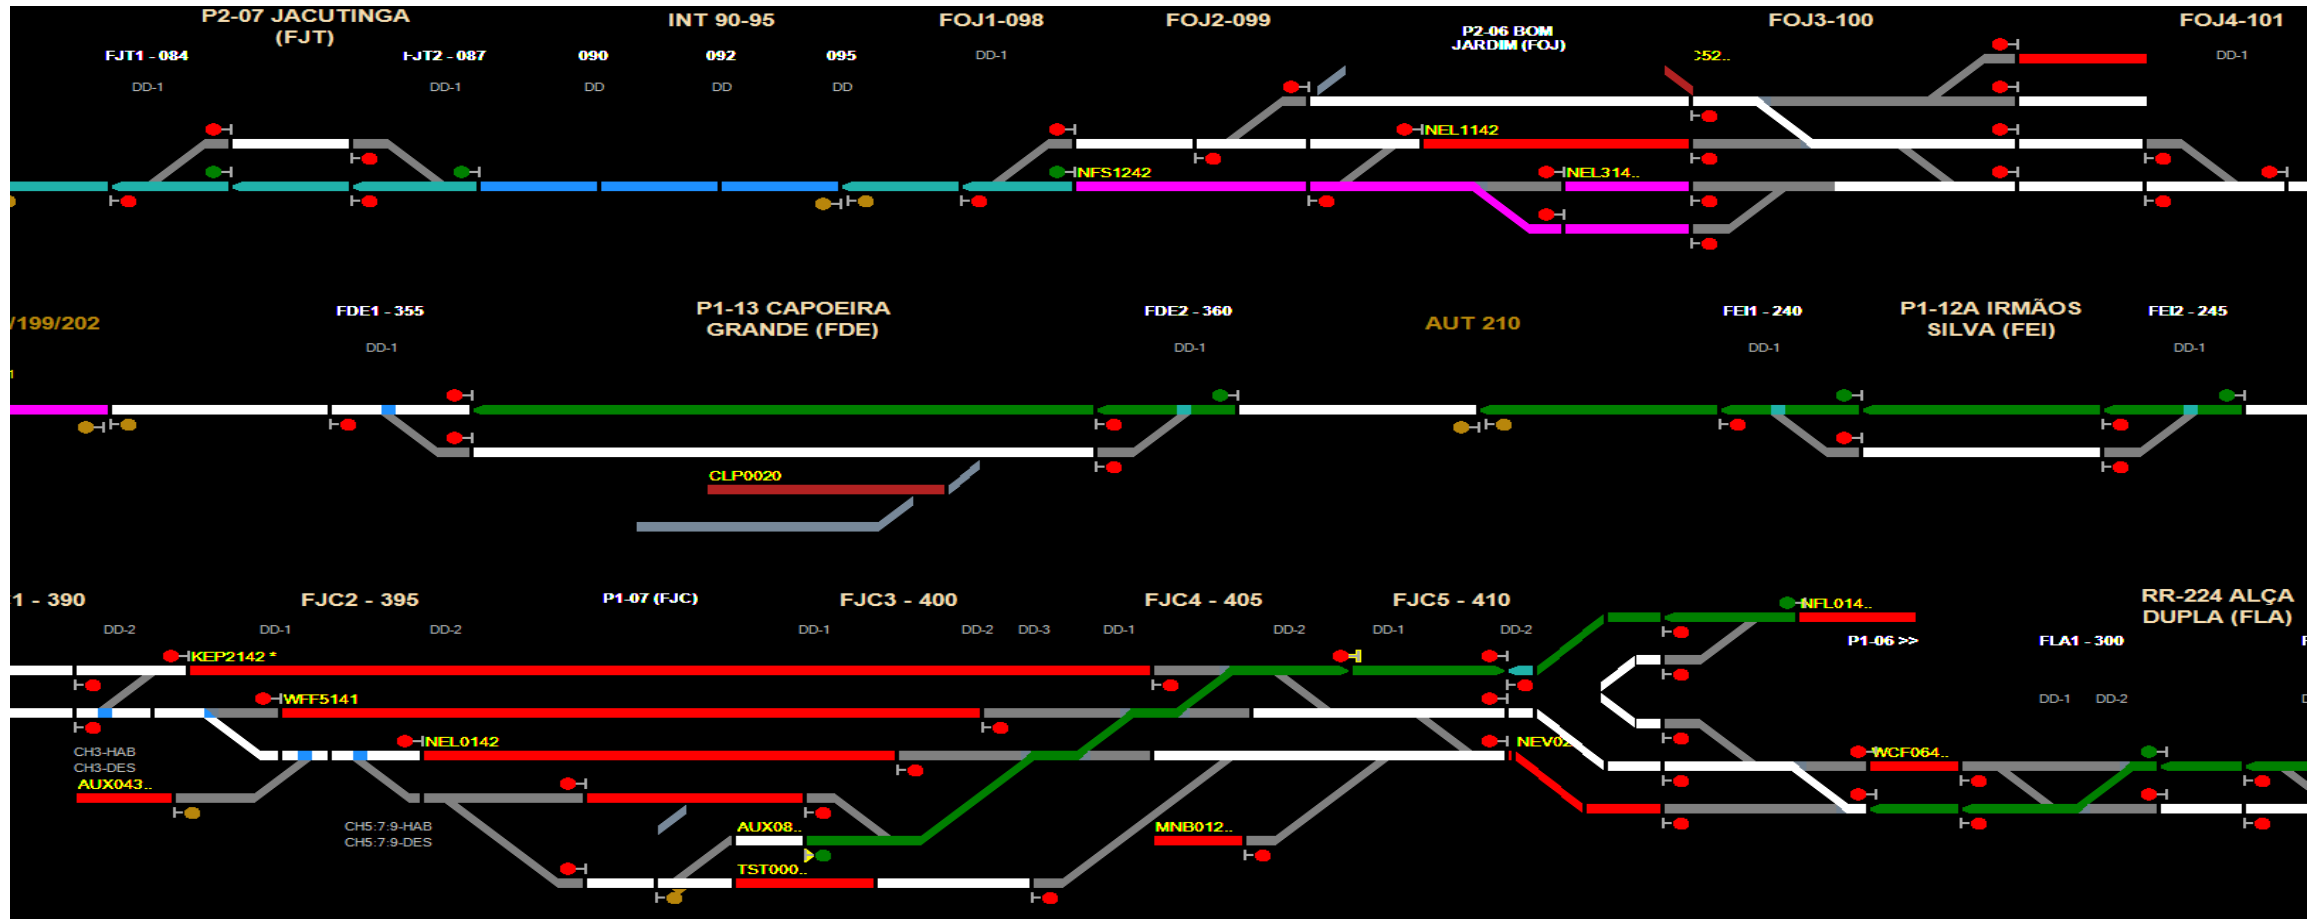 P2-07 JACUTINGA
(FJT)
INT 90-95
FOJ1-098
FOJ2-099
P2-06 BOM
JARDIM (FOJ)
FOJ3-100
FOJ4-101
FJT1 - 084
FJT2 - 087
090
092
095
DD-1
52..
DD-1
DD-1
DD-1
DD
DD
DD
NEL1142
NFS1242
NEL314..
/199/202
FDE1 - 355
P1-13 CAPOEIRA
GRANDE (FDE)
FDE2 - 360
AUT 210
FEI1 - 240
P1-12A IRMÃOS
SILVA (FEI)
FEI2 - 245
DD-1
DD-1
DD-1
DD-1
CLP0020
1 - 390
FJC2 - 395
P1-07 (FJC)
FJC3 - 400
FJC4 - 405
FJC5 - 410
RR-224 ALÇA
DUPLA (FLA)
NFL014..
DD-2
DD-1
DD-2
DD-1
DD-2
DD-3
DD-1
DD-2
DD-1
DD-2
P1-06 >>
FLA1 - 300
KEP2142 *
WFF5141
DD-1
DD-2
NEL0142
NEV02
CH3-HAB
CH3-DES
WCF064..
AUX043..
CH5:7:9-HAB
CH5:7:9-DES
AUX08..
MNB012..
TST000..